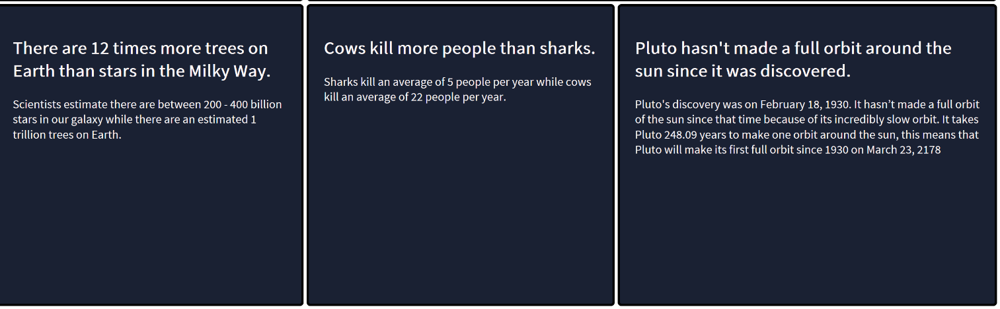 There are 12 times more trees on
Earth than stars in the Milky Way.
Scientists estimate there are between 200 - 400 billion
stars in our galaxy while there are an estimated 1
trillion trees on Earth.
Cows kill more people than sharks.
Sharks kill an average of 5 people per year while cows
kill an average of 22 people per year.
Pluto hasn't made a full orbit around the
sun since it was discovered.
Pluto's discovery was on February 18, 1930. It hasn’t made a full orbit
of the sun since that time because of its incredibly slow orbit. It takes
Pluto 248.09 years to make one orbit around the sun, this means that
Pluto will make its first full orbit since 1930 on March 23, 2178